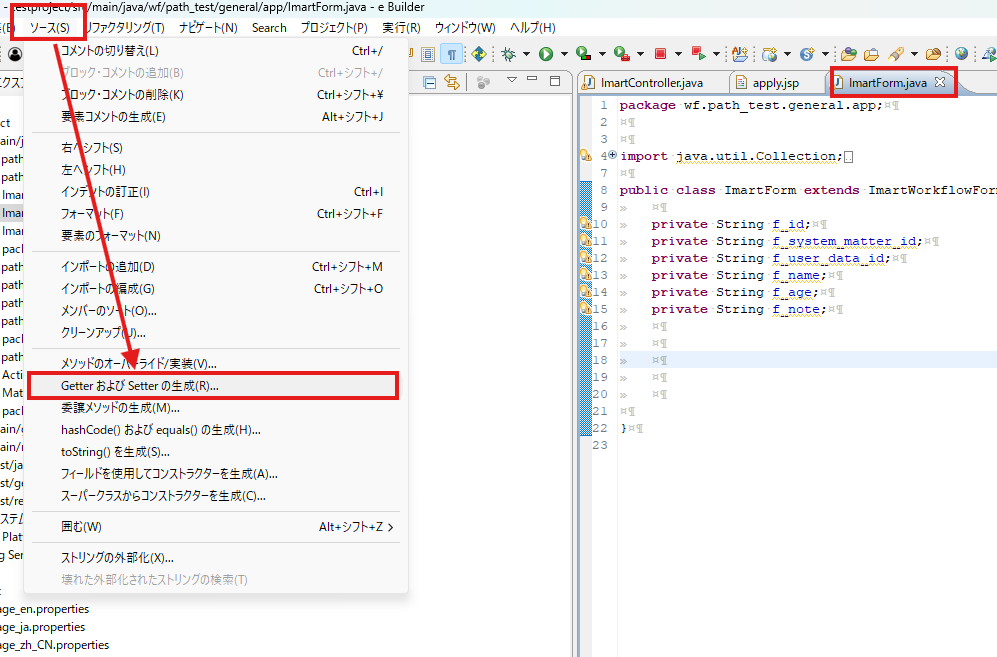 - testproject/src/main/java/wf/path_test/general/app/ImartForm.java - e Builder
ソース(S) リファクタリング(T) ナビゲート(N) Search プロジェクト(P) 実行(R) ウィンドウ(W) ヘルプ(H)
コメントの切り替え(L) Ctrl+/
ブロック・コメントの追加(B) Ctrl+シフト+/
ブロック・コメントの削除(K) Ctrl+シフト+¥
要素コメントの生成(E) Alt+シフト+J
右へシフト(S)
左へシフト(H)
インデントの訂正(I) Ctrl+I
フォーマット(F) Ctrl+シフト+F
要素のフォーマット(N)
インポートの追加(D) Ctrl+シフト+M
インポートの編成(G) Ctrl+シフト+O
メンバーのソート(O)...
クリーンアップ(U)...
メソッドのオーバーライド/実装(V)...
Getter および Setter の生成(R)...
委譲メソッドの生成(M)...
hashCode() および equals() の生成(H)...
toString() を生成(S)...
フィールドを使用してコンストラクターを生成(A)...
スーパークラスからコンストラクターを生成(C)...
囲む(W) Alt+シフト+Z >
ストリングの外部化(X)...
壊れた外部化されたストリングの検索(T)
エクス
ct
ain/j
path
path
Imar
Imar
Imar
pack
path
path
path
path
pack
path
Acti
Mat
pack
ain/g
ain/r
st/ja
st/ge
st/re
ステム
Plat
g Ser
t
age_en.properties
age_ja.properties
age_zh_CN.properties
ImartController.java apply.jsp ImartForm.java
1 package wf.path_test.general.app;¤¶
2 ¤¶
3 ¤¶
4 import java.util.Collection;
7 ¤¶
8 public class ImartForm extends ImartWorkflowForm
9 » ¤¶
10 » private String f_id;¤¶
11 » private String f_system_matter_id;¤¶
12 » private String f_user_data_id;¤¶
13 » private String f_name;¤¶
14 » private String f_age;¤¶
15 » private String f_note;¤¶
16 » ¤¶
17 » ¤¶
18 » ¤¶
19 » ¤¶
20 » ¤¶
21 ¤¶
22 }¤¶
23